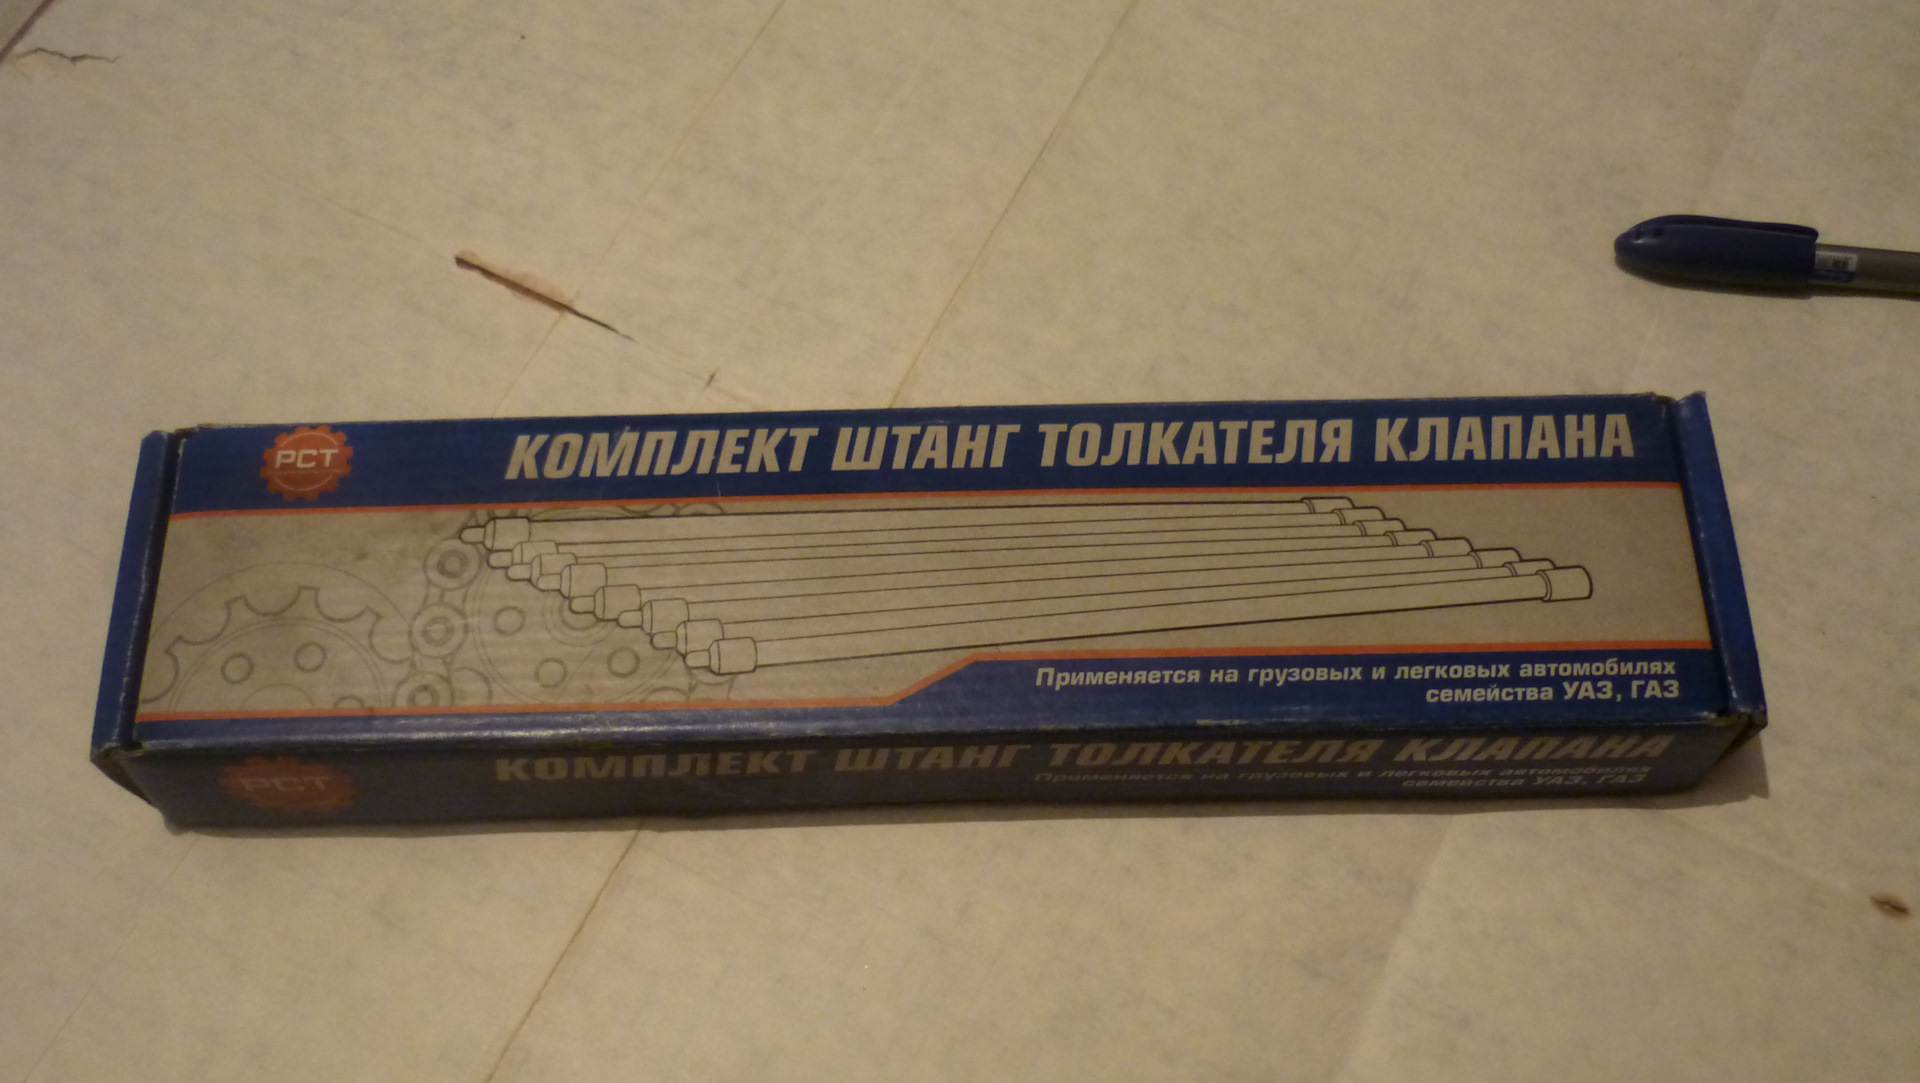 РСТ
КОМПЛЕКТ ШТАНГ ТОЛКАТЕЛЯ КЛАПАНА
Применяется на грузовых и легковых автомобилях
семейства УАЗ, ГАЗ
РСТ
КОМПЛЕКТ ШТАНГ ТОЛКАТЕЛЯ КЛАПАНА
Применяется на грузовых и легковых автомобилях
семейства УАЗ, ГАЗ